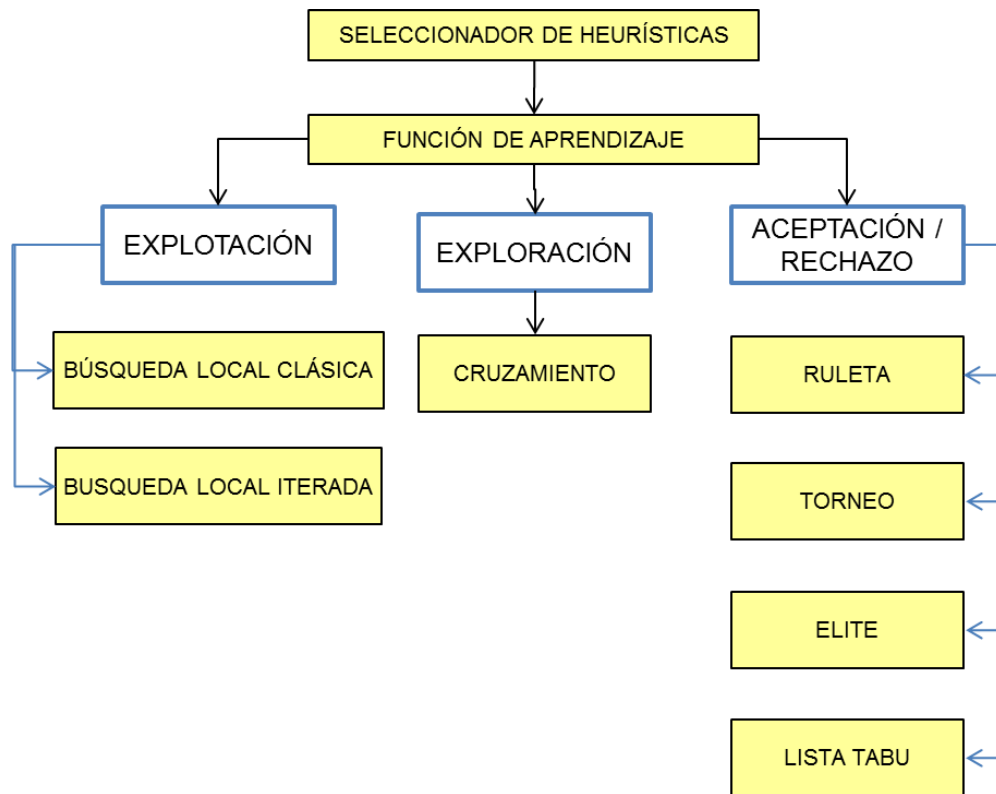 SELECCIONADOR DE HEURÍSTICAS
FUNCIÓN DE APRENDIZAJE
EXPLOTACIÓN
EXPLORACIÓN
ACEPTACIÓN /
RECHAZO
BÚSQUEDA LOCAL CLÁSICA
CRUZAMIENTO
RULETA
BUSQUEDA LOCAL ITERADA
TORNEO
ELITE
LISTA TABU